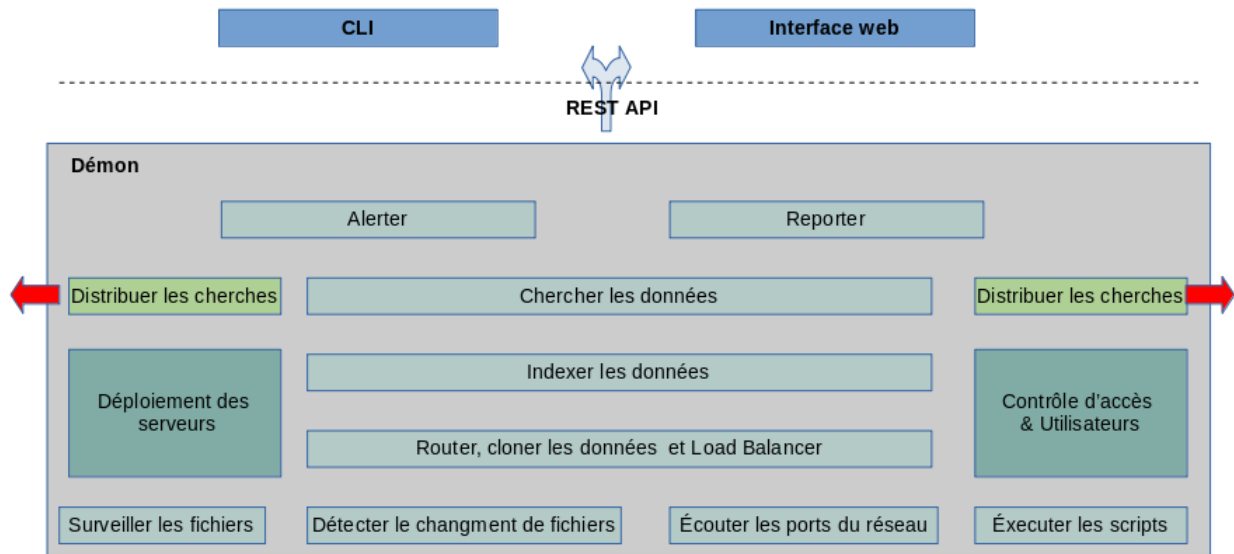 CLI
Interface web
REST API
Démon
Alerter
Reporter
Distribuer les cherches
Chercher les données
Distribuer les cherches
Indexer les données
Déploiement des
serveurs
Contrôle d'accès
& Utilisateurs
Router, cloner les données et Load Balancer
Surveiller les fichiers
Détecter le changment de fichiers
Écouter les ports du réseau
Éxecuter les scripts